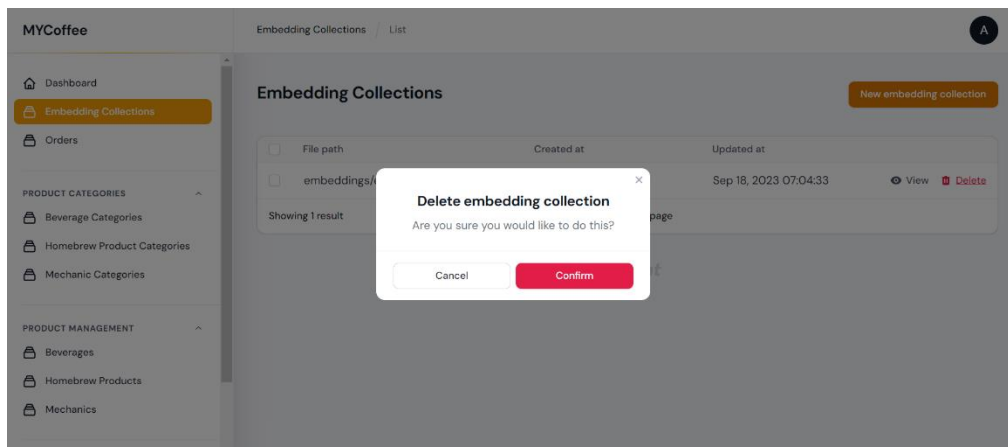 MYCoffee
Embedding Collections / List
A
Dashboard
Embedding Collections
Orders
PRODUCT CATEGORIES
Beverage Categories
Homebrew Product Categories
Mechanic Categories
PRODUCT MANAGEMENT
Beverages
Homebrew Products
Mechanics
Embedding Collections
New embedding collection
File path Created at Updated at
embeddings/ Sep 18, 2023 07:04:33 View Delete
Showing 1 result page
Delete embedding collection
Are you sure you would like to do this?
Cancel Confirm